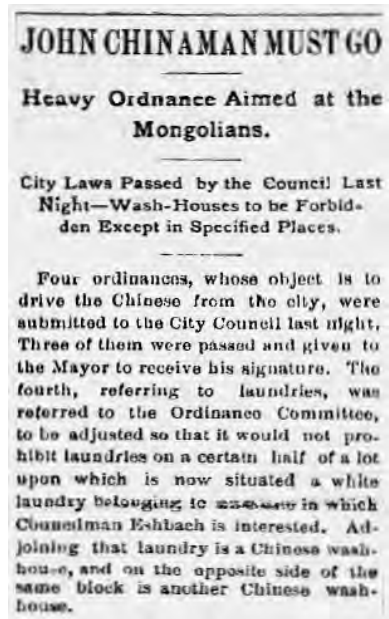 JOHN CHINAMAN MUST GO
Heavy Ordnance Aimed at the
Mongolians.
City Laws Passed by the Council Last
Night—Wash-Houses to be Forbid-
den Except in Specified Places.
Four ordinances, whose object is to
drive the Chinese from the city, were
submitted to the City Council last night.
Three of them were passed and given to
the Mayor to receive his signature. The
fourth, referring to laundries, was
referred to the Ordinance Committee,
to be adjusted so that it would not pro-
hibit laundries on a certain half of a lot
upon which is now situated a white
laundry belonging to in which
Councilman Eshbach is interested. Ad-
joining that laundry is a Chinese wash-
house, and on the opposite side of the
same block is another Chinese wash-
house.